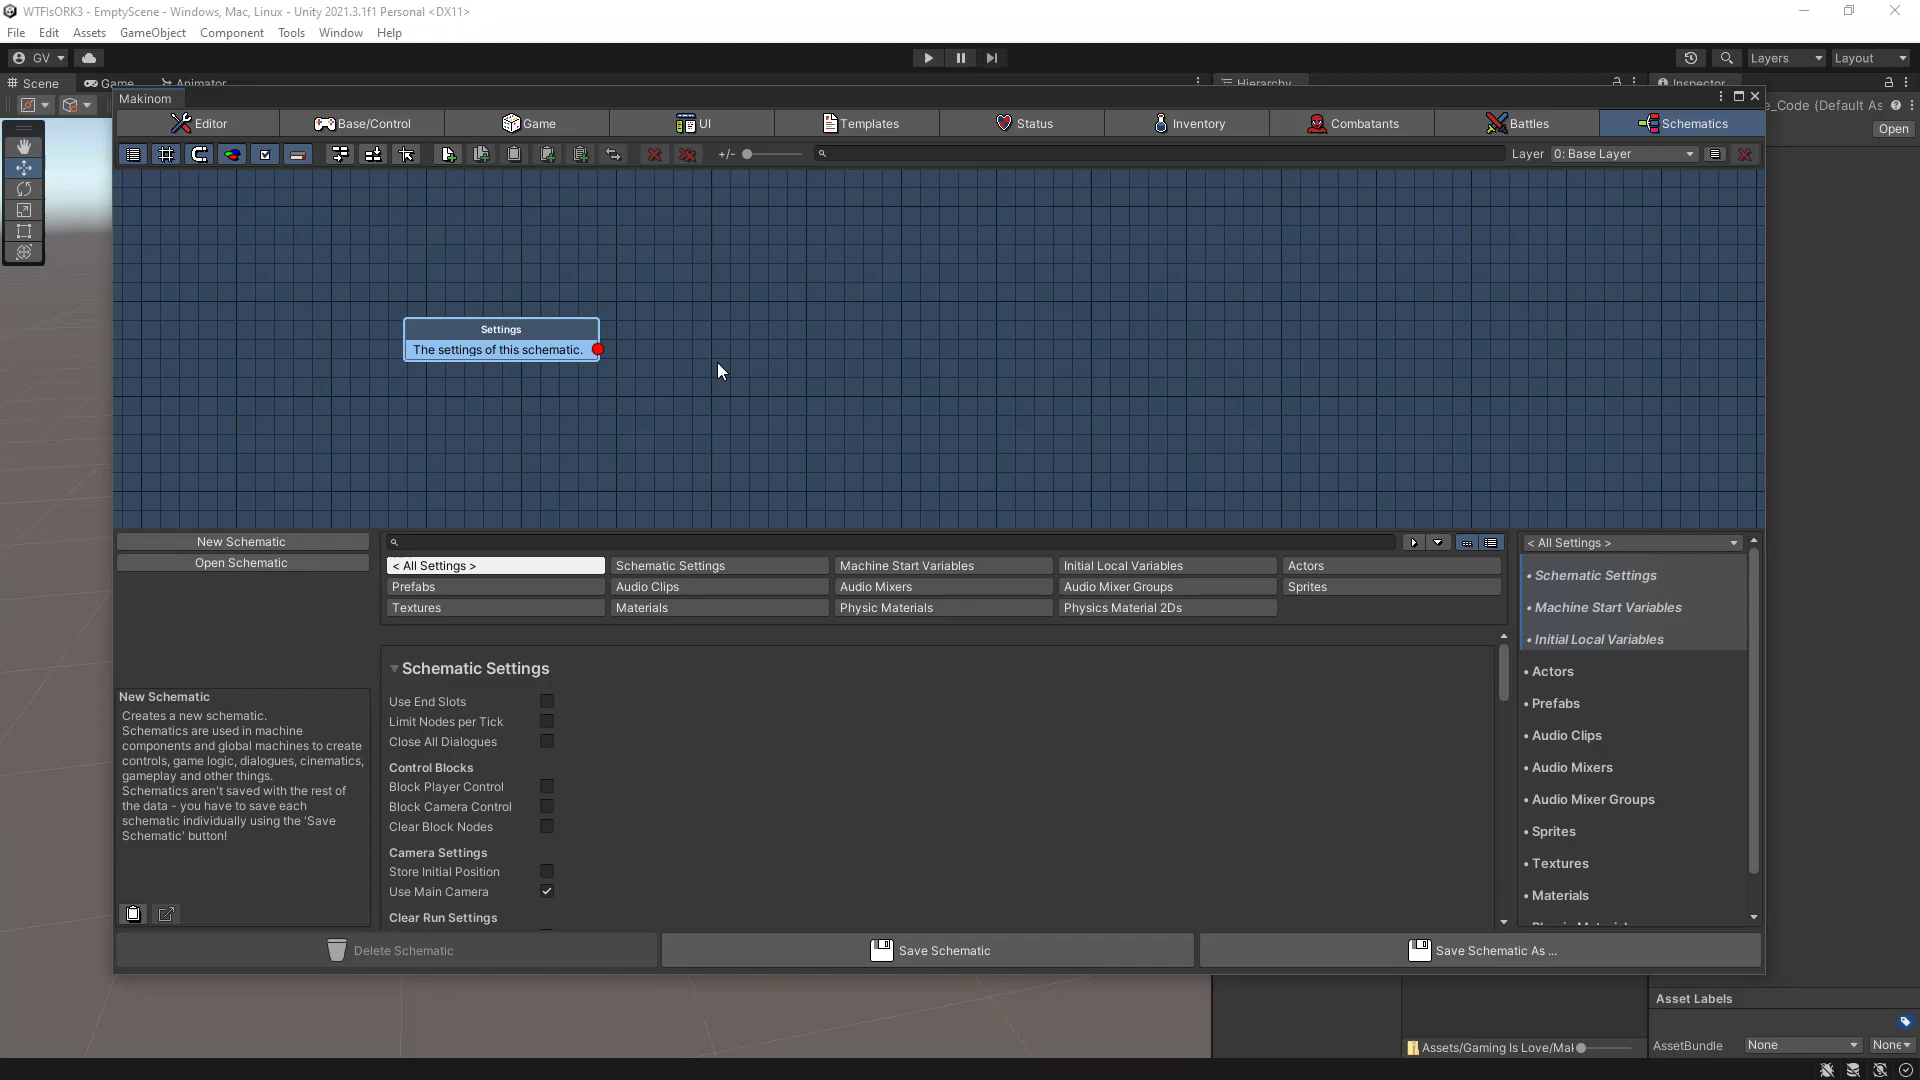 WTFIsORK3 - EmptyScene - Windows, Mac, Linux - Unity 2021.3.1f1 Personal <DX11>
File Edit Assets GameObject Component Tools Window Help
GV
Layers
Layout
Scene
Game
Animator
Hierarchy
Inspector
Makinom
e_Code (Default As
Open
Editor
Base/Control
Game
UI
Templates
Status
Inventory
Combatants
Battles
Schematics
+/-
Layer
0: Base Layer
Settings
The settings of this schematic.
New Schematic
Open Schematic
< All Settings >
Schematic Settings
Machine Start Variables
Initial Local Variables
Actors
Prefabs
Audio Clips
Audio Mixers
Audio Mixer Groups
Sprites
Textures
Materials
Physic Materials
Physics Material 2Ds
Schematic Settings
Use End Slots
Limit Nodes per Tick
Close All Dialogues
Control Blocks
Block Player Control
Block Camera Control
Clear Block Nodes
Camera Settings
Store Initial Position
Use Main Camera
Clear Run Settings
New Schematic
Creates a new schematic.
Schematics are used in machine
components and global machines to create
controls, game logic, dialogues, cinematics,
gameplay and other things.
Schematics aren't saved with the rest of
the data - you have to save each
schematic individually using the 'Save
Schematic' button!
< All Settings >
• Schematic Settings
• Machine Start Variables
• Initial Local Variables
• Actors
• Prefabs
• Audio Clips
• Audio Mixers
• Audio Mixer Groups
• Sprites
• Textures
• Materials
Delete Schematic
Save Schematic
Save Schematic As ...
Asset Labels
Assets/Gaming Is Love/Mak
AssetBundle
None
None